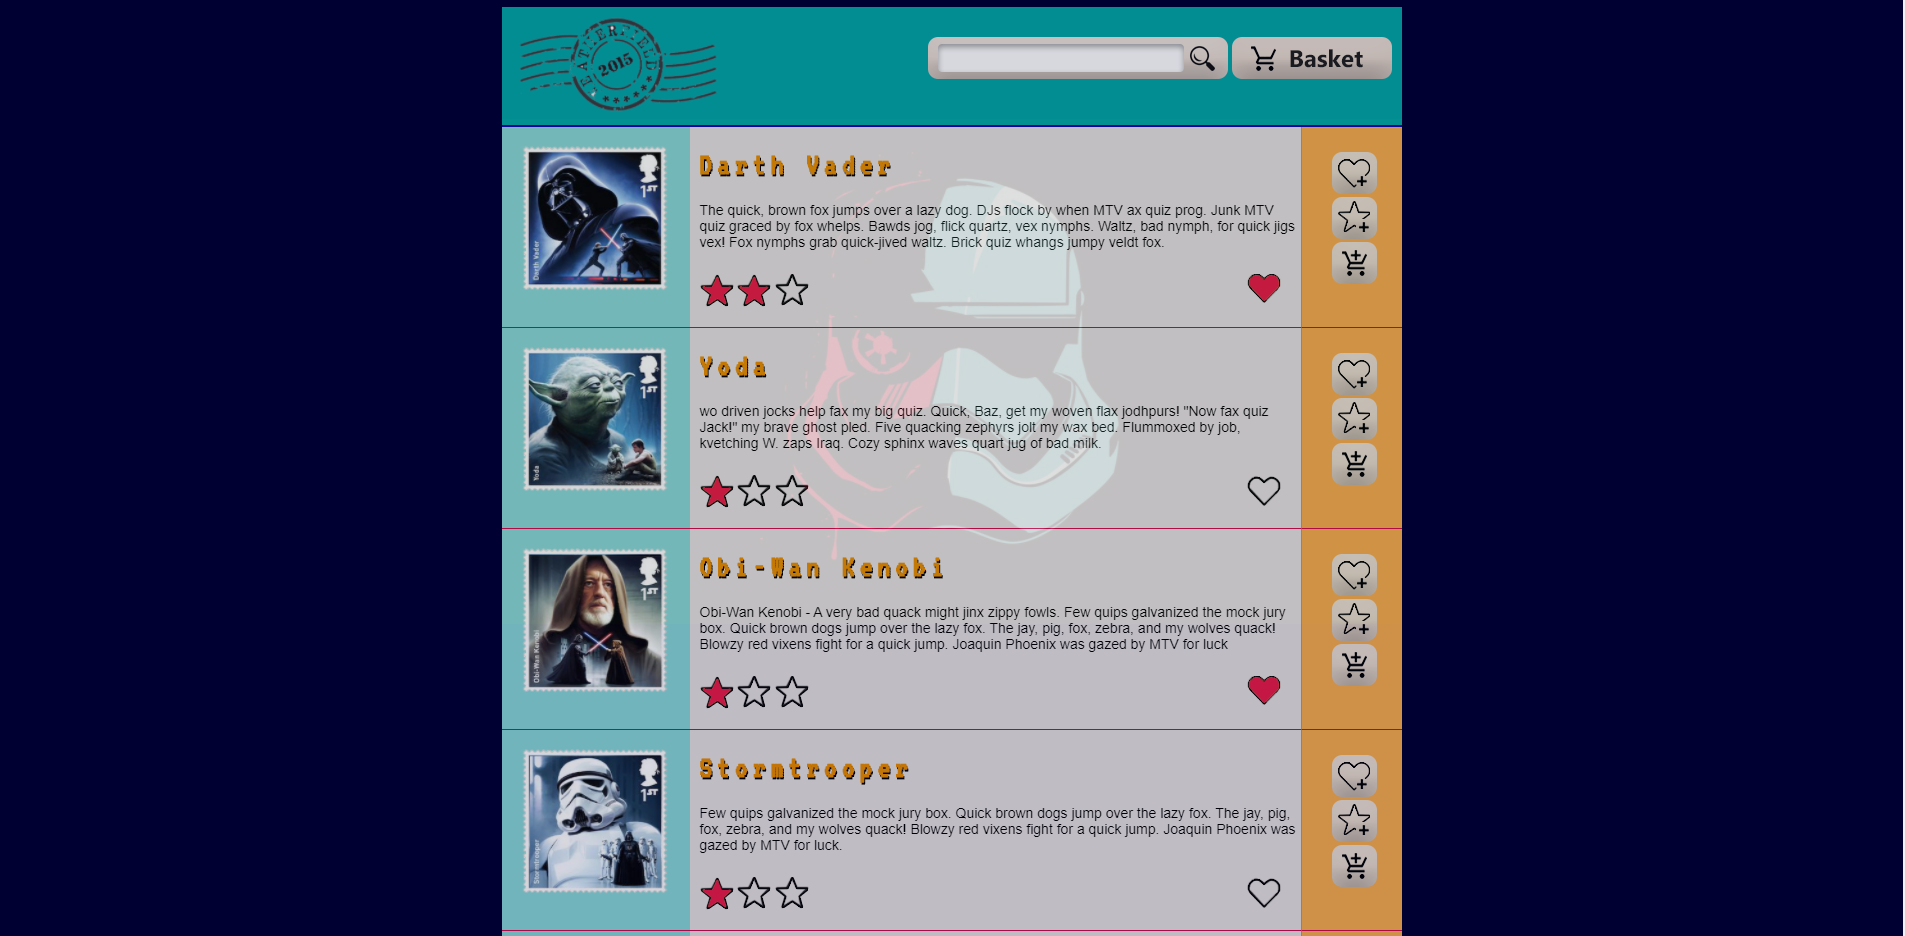 LEATHERFIELD
2015
Basket
1ST
Darth Vader
Darth Vader
The quick, brown fox jumps over a lazy dog. DJs flock by when MTV ax quiz prog. Junk MTV
quiz graced by fox whelps. Bawds jog, flick quartz, vex nymphs. Waltz, bad nymph, for quick jigs
vex! Fox nymphs grab quick-jived waltz. Brick quiz whangs jumpy veldt fox.
1ST
Yoda
Yoda
wo driven jocks help fax my big quiz. Quick, Baz, get my woven flax jodhpurs! "Now fax quiz
Jack!" my brave ghost pled. Five quacking zephyrs jolt my wax bed. Flummoxed by job,
kvetching W. zaps Iraq. Cozy sphinx waves quart jug of bad milk.
1ST
Obi-Wan Kenobi
Obi-Wan Kenobi
Obi-Wan Kenobi - A very bad quack might jinx zippy fowls. Few quips galvanized the mock jury
box. Quick brown dogs jump over the lazy fox. The jay, pig, fox, zebra, and my wolves quack!
Blowzy red vixens fight for a quick jump. Joaquin Phoenix was gazed by MTV for luck
1ST
Stormtrooper
Stormtrooper
Few quips galvanized the mock jury box. Quick brown dogs jump over the lazy fox. The jay, pig,
fox, zebra, and my wolves quack! Blowzy red vixens fight for a quick jump. Joaquin Phoenix was
gazed by MTV for luck.